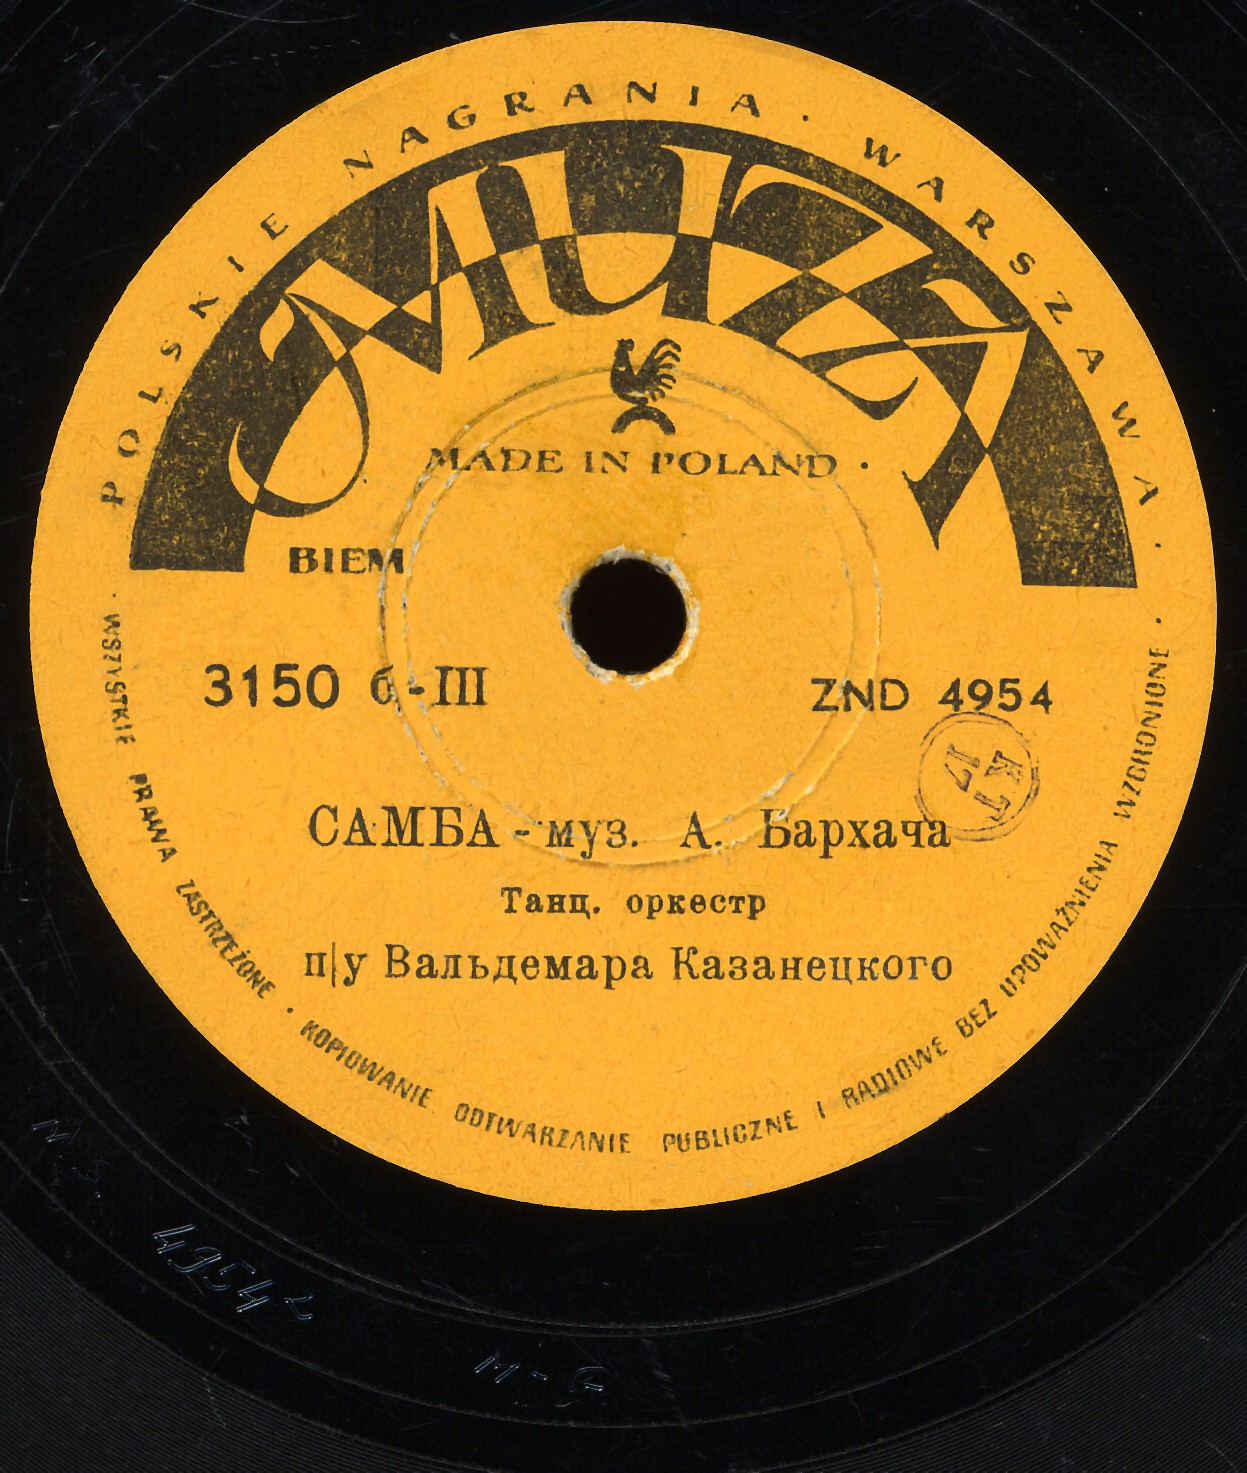 POLSKIE NAGRANIA · WARSZAWA ·
MUZA
MADE IN POLAND ·
BIEM
3150 б-III
ZND 4954
КТ
17
САМБА - муз. А. Бархача
Танц. оркестр
п|у Вальдемара Казанецкого
· WSZYSTKIE PRAWA ZASTRZEŻONE · KOPIOWANIE ODTWARZANIE PUBLICZNE I RADIOWE BEZ UPOWAŻNIENIA WZBRONIONE ·
49542